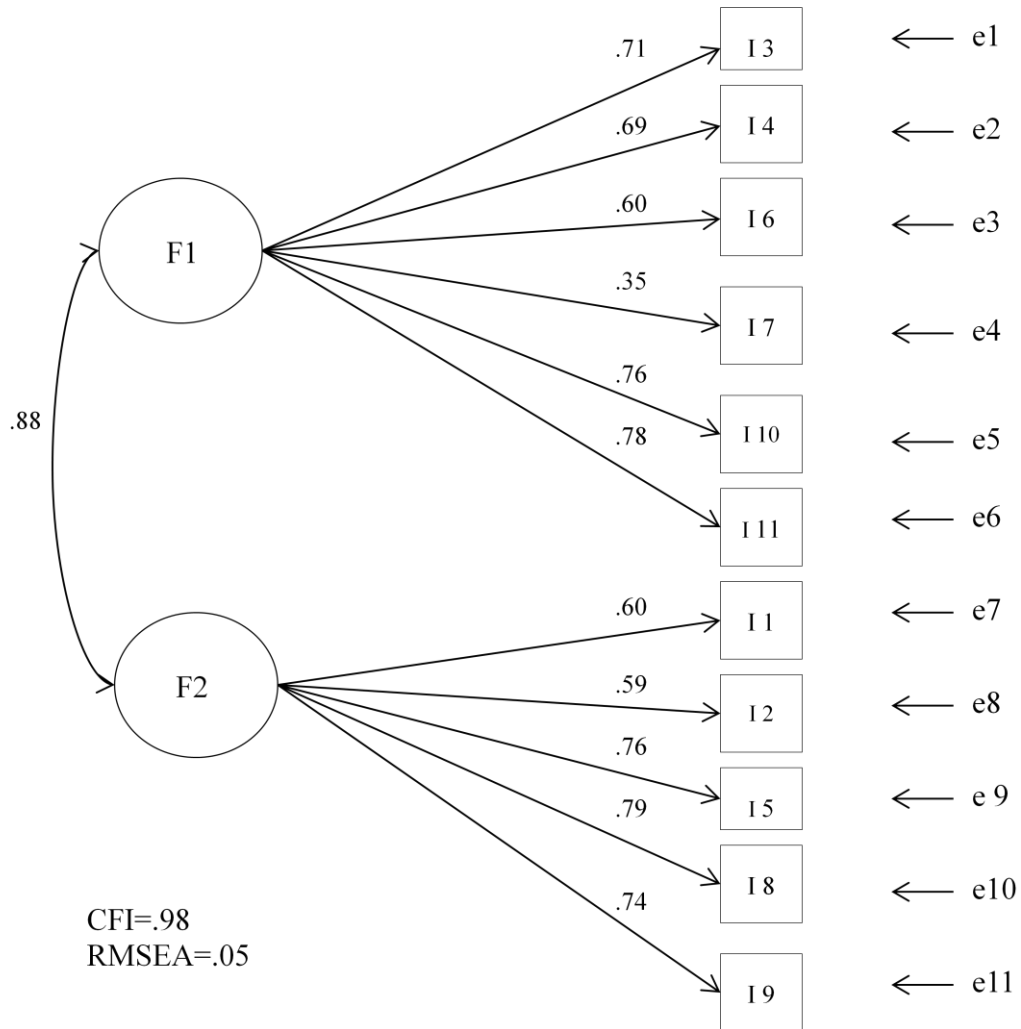 .71
I 3
e1
.69
I 4
e2
.60
I 6
e3
F1
.35
I 7
e4
.76
I 10
e5
.88
.78
I 11
e6
.60
I 1
e7
F2
.59
I 2
e8
.76
I 5
e 9
.79
I 8
e10
.74
I 9
e11
CFI=.98
RMSEA=.05